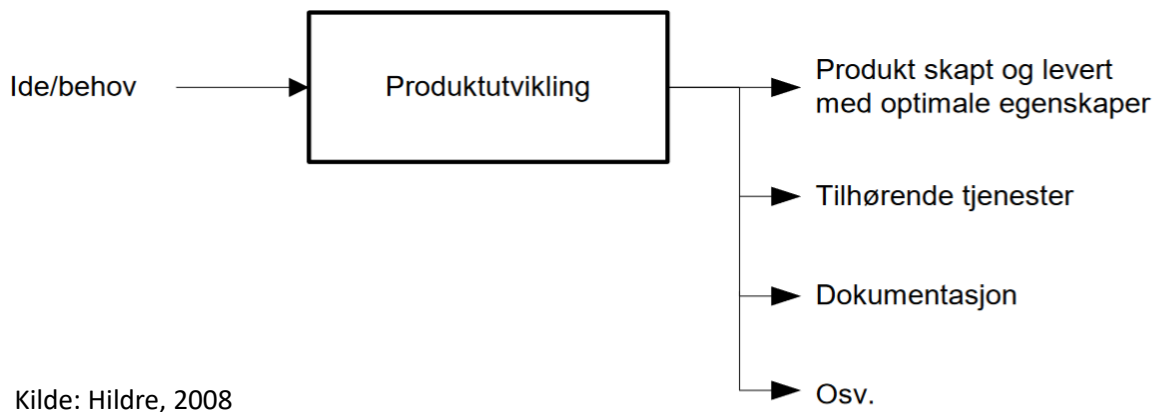 Ide/behov
Produktutvikling
Produkt skapt og levert
med optimale egenskaper
Tilhørende tjenester
Dokumentasjon
Osv.
Kilde: Hildre, 2008